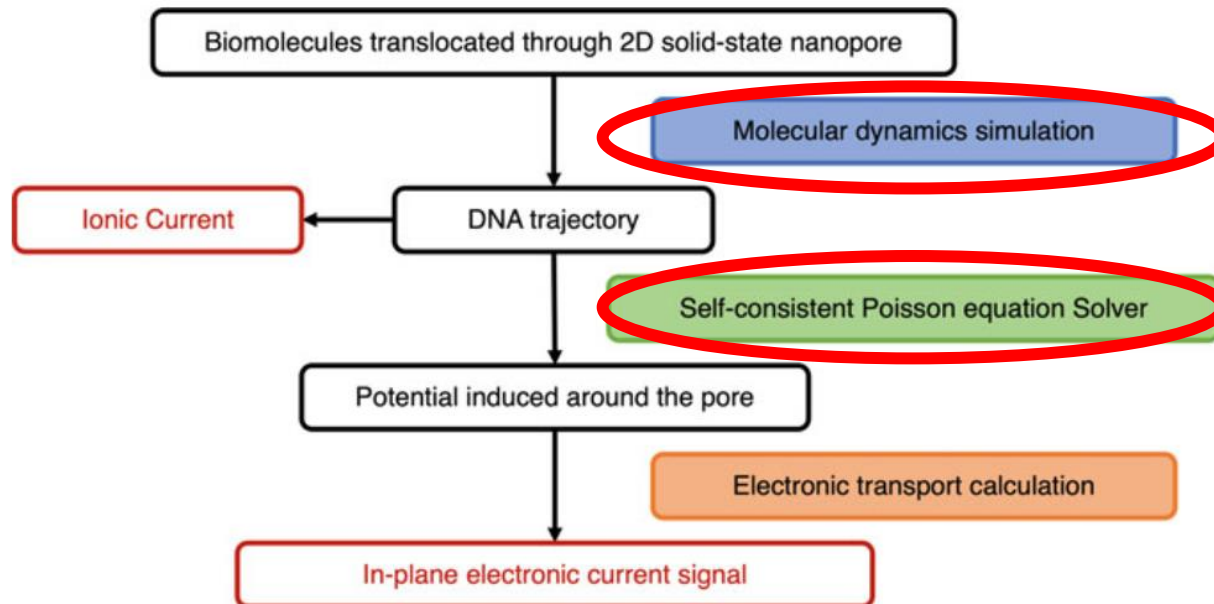 Biomolecules translocated through 2D solid-state nanopore
Molecular dynamics simulation
Ionic Current
DNA trajectory
Self-consistent Poisson equation Solver
Potential induced around the pore
Electronic transport calculation
In-plane electronic current signal